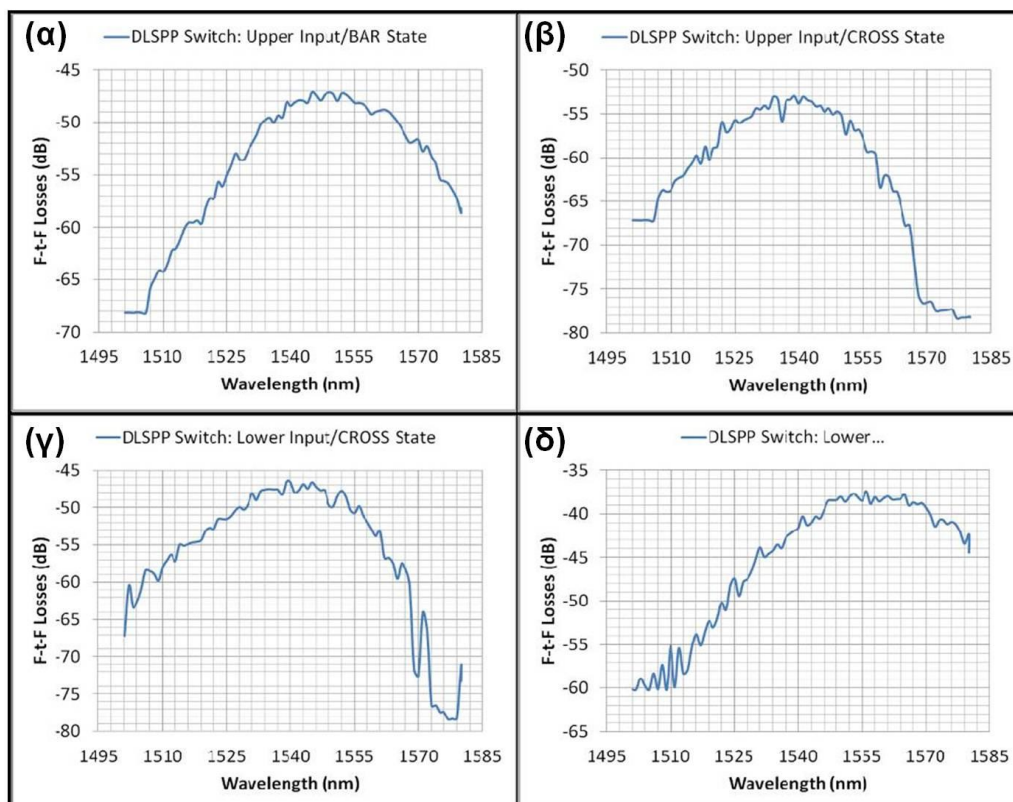 (α)
DLSPP Switch: Upper Input/BAR State
F-t-F Losses (dB)
-45
-50
-55
-60
-65
-70
1495 1510 1525 1540 1555 1570 1585
Wavelength (nm)
(β)
DLSPP Switch: Upper Input/CROSS State
F-t-F Losses (dB)
-50
-55
-60
-65
-70
-75
-80
1495 1510 1525 1540 1555 1570 1585
Wavelength (nm)
(γ)
DLSPP Switch: Lower Input/CROSS State
F-t-F Losses (dB)
-45
-50
-55
-60
-65
-70
-75
-80
1495 1510 1525 1540 1555 1570 1585
Wavelength (nm)
(δ)
DLSPP Switch: Lower...
F-t-F Losses (dB)
-35
-40
-45
-50
-55
-60
-65
1495 1510 1525 1540 1555 1570 1585
Wavelength (nm)